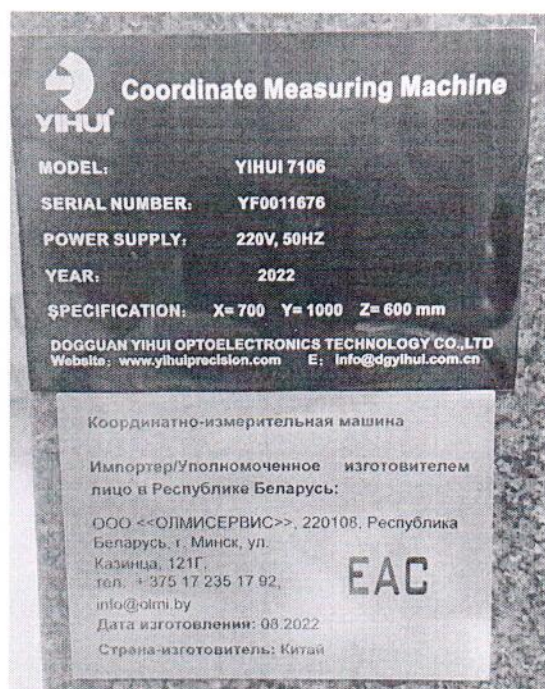 YIHUI
Coordinate Measuring Machine
MODEL: YIHUI 7106
SERIAL NUMBER: YF0011676
POWER SUPPLY: 220V, 50HZ
YEAR: 2022
SPECIFICATION: X= 700 Y= 1000 Z= 600 mm
DOGGUAN YIHUI OPTOELECTRONICS TECHNOLOGY CO.,LTD
Website: www.yihuiprecision.com E: info@dgyihui.com.cn
Координатно-измерительная машина
Импортер/Уполномоченное изготовителем
лицо в Республике Беларусь:
ООО <<ОЛМИСЕРВИС>>, 220108, Республика
Беларусь, г. Минск, ул.
Казинца, 121Г,
тел. + 375 17 235 17 92,
info@olmi.by
EAC
Дата изготовления: 08.2022
Страна-изготовитель: Китай